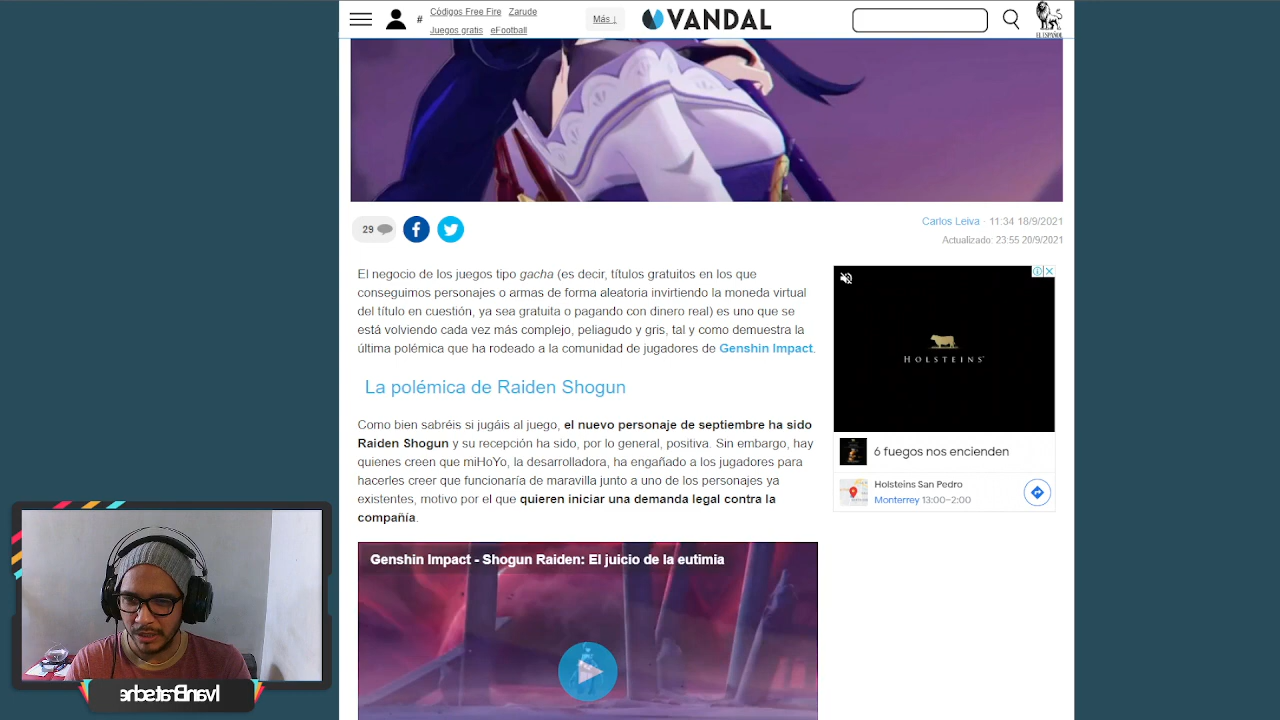 # Códigos Free Fire Zarude
Juegos gratis eFootball
Más ↓
VANDAL
EL ESPAÑOL
29
Carlos Leiva · 11:34 18/9/2021
Actualizado: 23:55 20/9/2021
El negocio de los juegos tipo gacha (es decir, títulos gratuitos en los que
conseguimos personajes o armas de forma aleatoria invirtiendo la moneda virtual
del título en cuestión, ya sea gratuita o pagando con dinero real) es uno que se
está volviendo cada vez más complejo, peliagudo y gris, tal y como demuestra la
última polémica que ha rodeado a la comunidad de jugadores de Genshin Impact.
La polémica de Raiden Shogun
Como bien sabréis si jugáis al juego, el nuevo personaje de septiembre ha sido
Raiden Shogun y su recepción ha sido, por lo general, positiva. Sin embargo, hay
quienes creen que miHoYo, la desarrolladora, ha engañado a los jugadores para
hacerles creer que funcionaría de maravilla junto a uno de los personajes ya
existentes, motivo por el que quieren iniciar una demanda legal contra la
compañía.
Genshin Impact - Shogun Raiden: El juicio de la eutimia
HOLSTEINS
6 fuegos nos encienden
Holsteins San Pedro
Monterrey 13:00–2:00